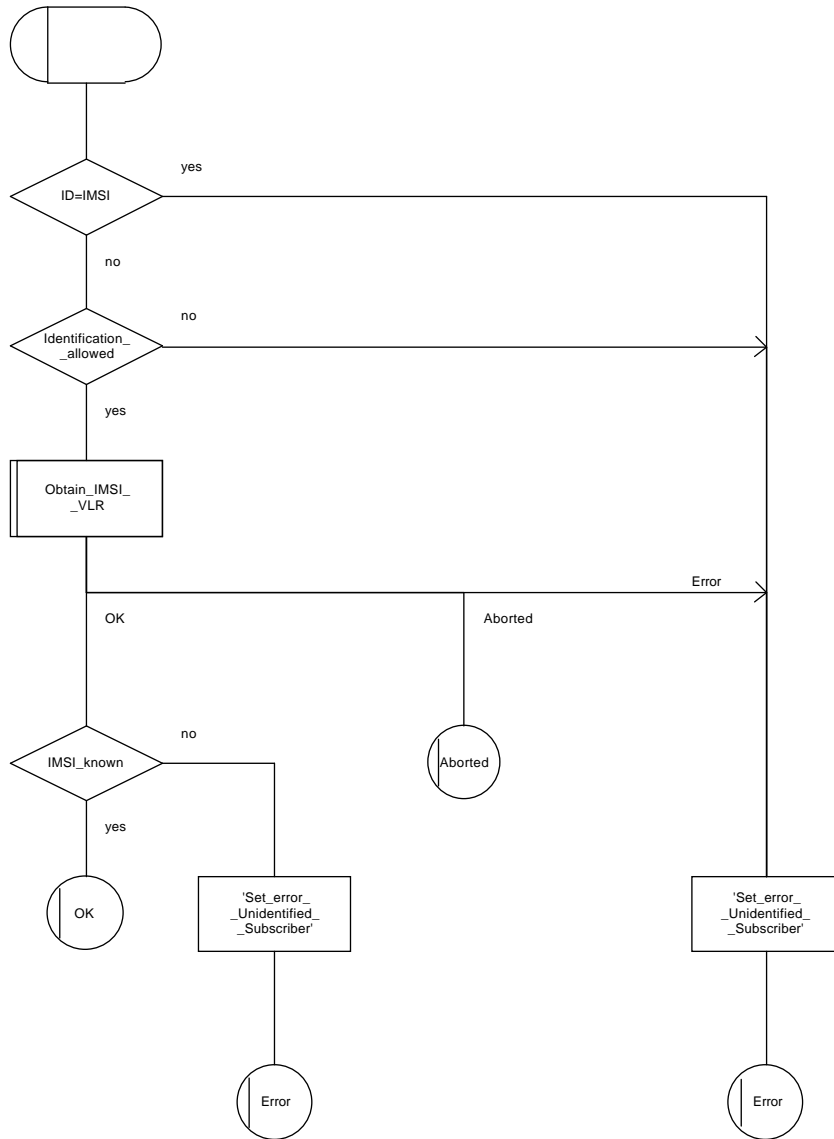 yes
ID=IMSI
no
no
Identification_
_allowed
yes
Obtain_IMSI_
_VLR
Error
OK
Aborted
no
IMSI_known
Aborted
yes
OK
'Set_error_
_Unidentified_
_Subscriber'
'Set_error_
_Unidentified_
_Subscriber'
Error
Error